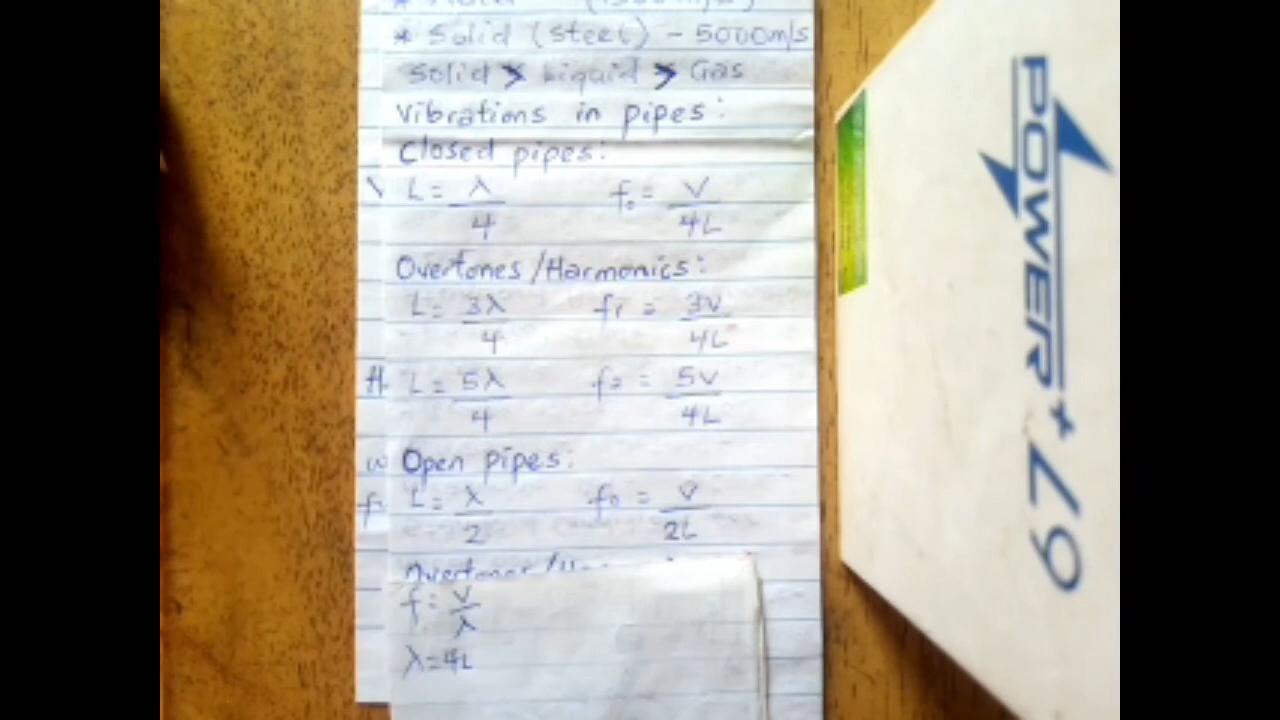 * Solid (Steel) - 5000m/s
Solid > Liquid > Gas
Vibrations in pipes:
Closed pipes:
L = λ/4 f₀ = V/4L
Overtones/Harmonics:
L = 3λ/4 f₁ = 3V/4L
L = 5λ/4 f₂ = 5V/4L
Open pipes:
L = λ/2 f₀ = V/2L
f = V/λ
λ = 4L
POWER+ L9